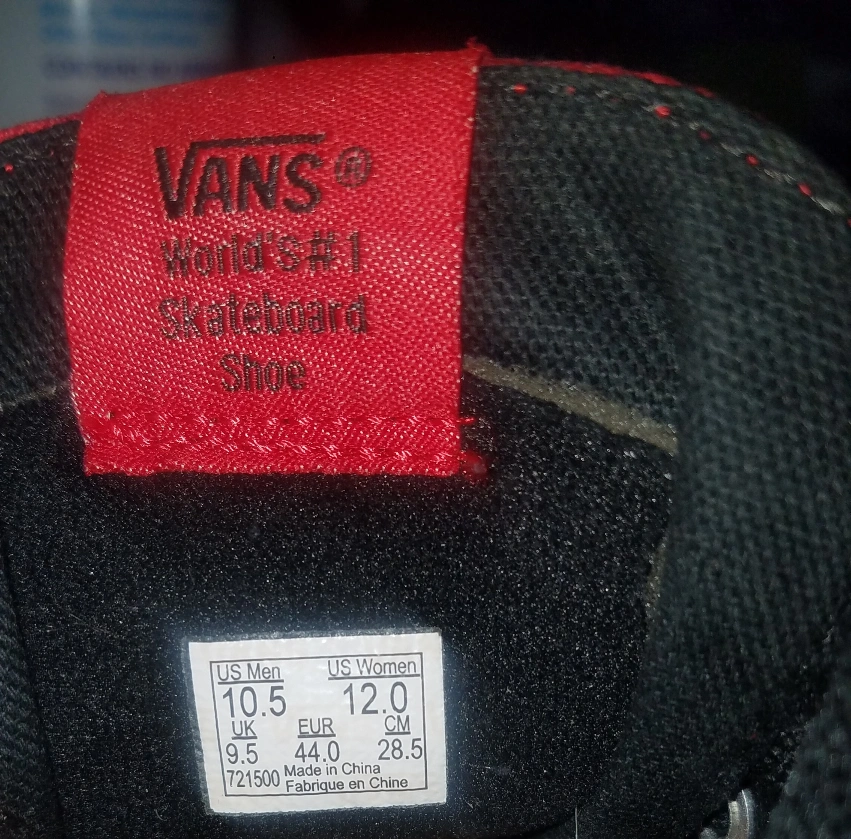 VANS®
World's #1
Skateboard
Shoe
US Men US Women
10.5 12.0
UK EUR CM
9.5 44.0 28.5
721500 Made in China
Fabrique en Chine